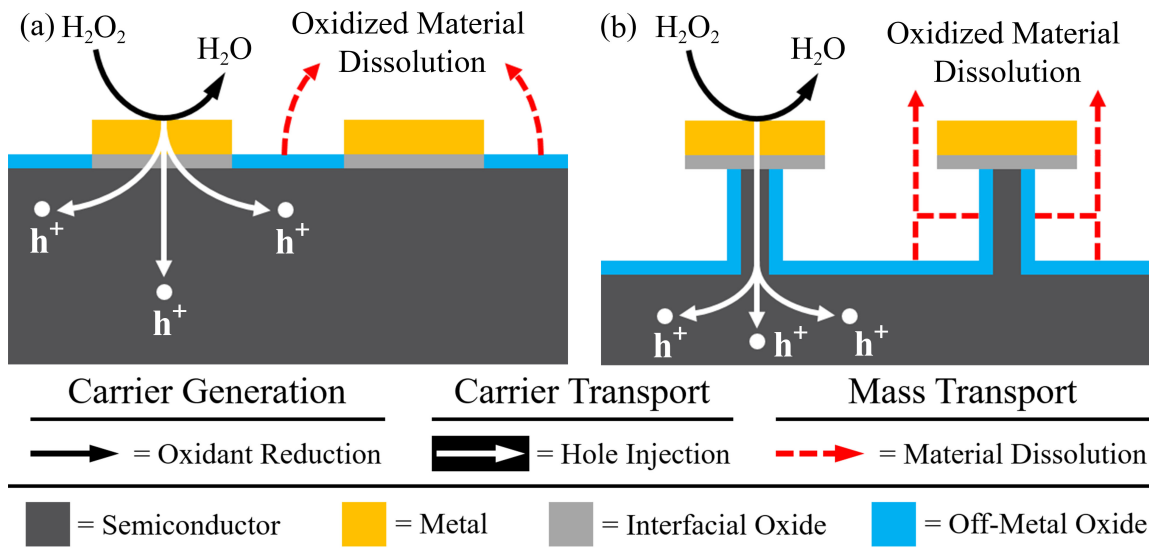 (a) H₂O₂
H₂O
Oxidized Material
Dissolution
h⁺
h⁺
h⁺
(b) H₂O₂
H₂O
Oxidized Material
Dissolution
h⁺
h⁺
h⁺
Carrier Generation
Carrier Transport
Mass Transport
= Oxidant Reduction
= Hole Injection
= Material Dissolution
= Semiconductor
= Metal
= Interfacial Oxide
= Off-Metal Oxide